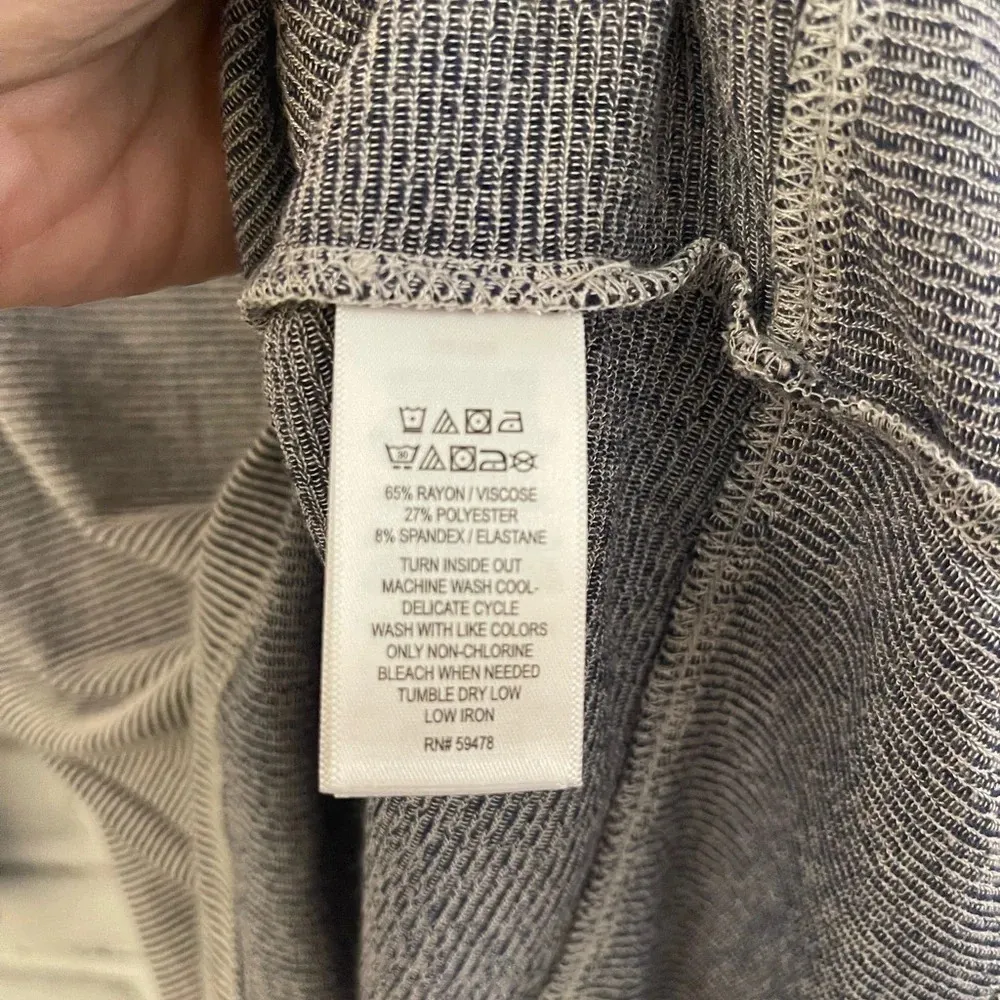 30
65% RAYON / VISCOSE
27% POLYESTER
8% SPANDEX / ELASTANE
TURN INSIDE OUT
MACHINE WASH COOL-
DELICATE CYCLE
WASH WITH LIKE COLORS
ONLY NON-CHLORINE
BLEACH WHEN NEEDED
TUMBLE DRY LOW
LOW IRON
RN# 59478